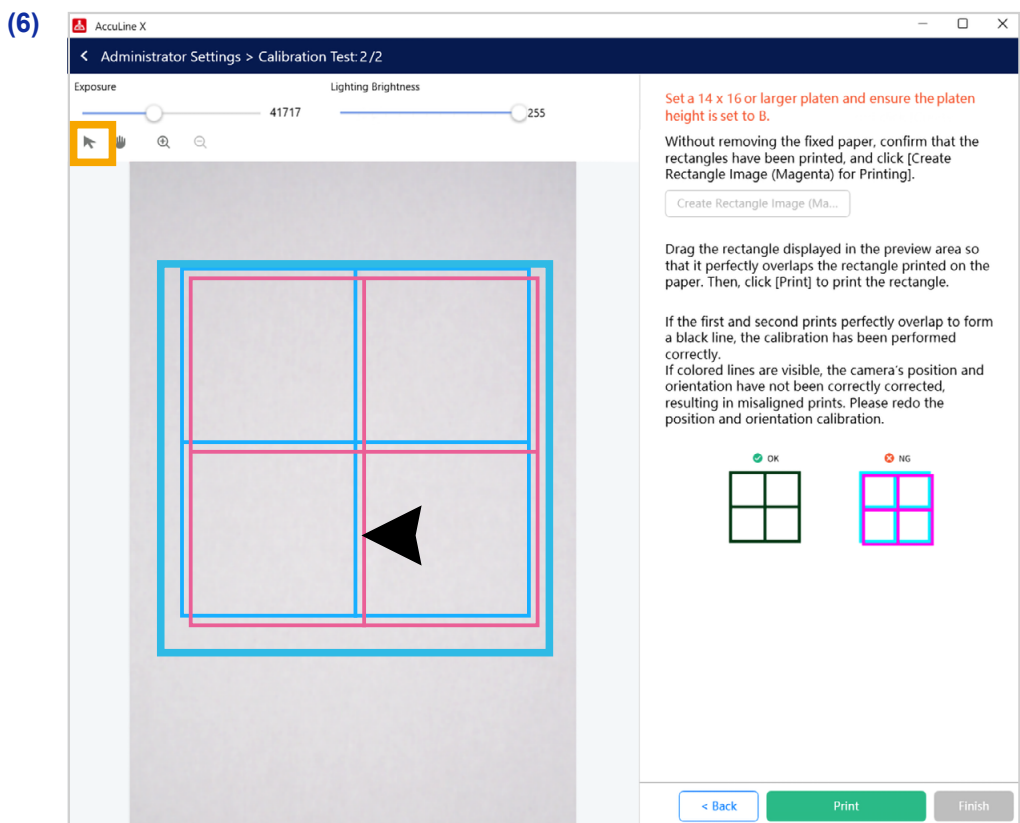 (6)
AccuLine X
Administrator Settings > Calibration Test: 2/2
Exposure
41717
Lighting Brightness
255
Set a 14 x 16 or larger platen and ensure the platen
height is set to B.
Without removing the fixed paper, confirm that the
rectangles have been printed, and click [Create
Rectangle Image (Magenta) for Printing].
Create Rectangle Image (Ma...
Drag the rectangle displayed in the preview area so
that it perfectly overlaps the rectangle printed on the
paper. Then, click [Print] to print the rectangle.
If the first and second prints perfectly overlap to form
a black line, the calibration has been performed
correctly.
If colored lines are visible, the camera's position and
orientation have not been correctly corrected,
resulting in misaligned prints. Please redo the
position and orientation calibration.
OK
NG
< Back
Print
Finish